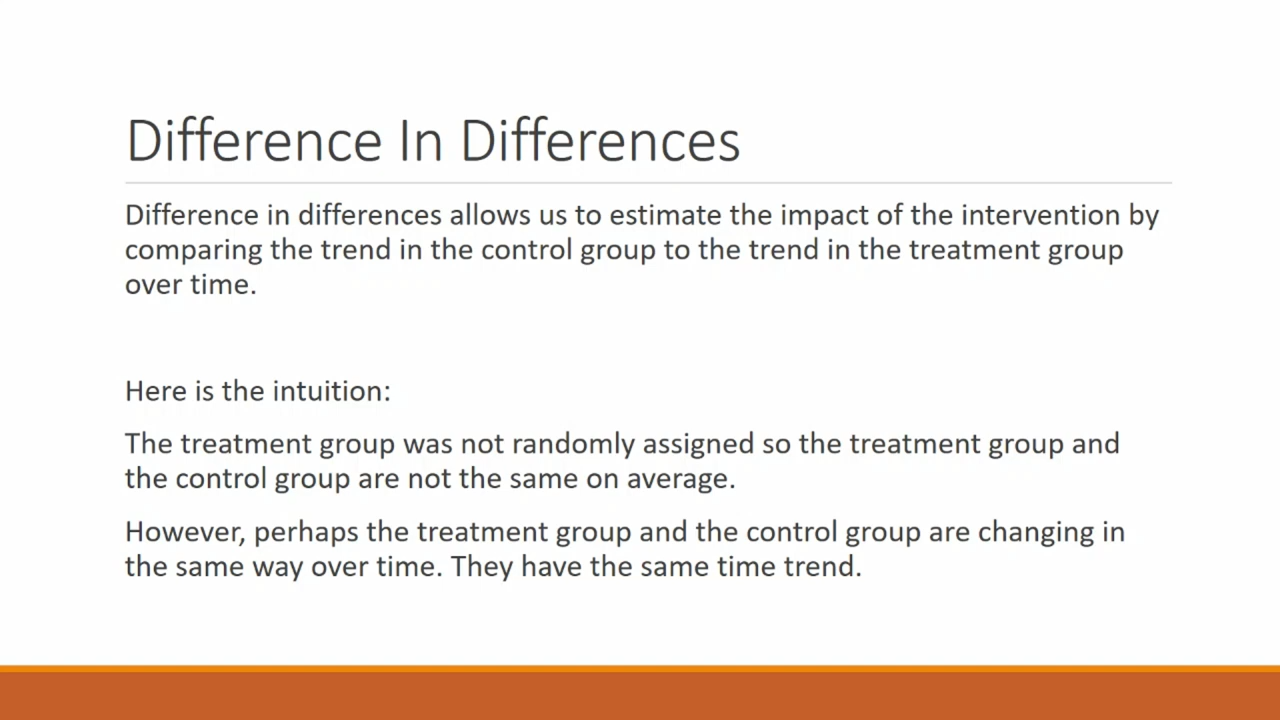 Difference In Differences
Difference in differences allows us to estimate the impact of the intervention by
comparing the trend in the control group to the trend in the treatment group
over time.
Here is the intuition:
The treatment group was not randomly assigned so the treatment group and
the control group are not the same on average.
However, perhaps the treatment group and the control group are changing in
the same way over time. They have the same time trend.